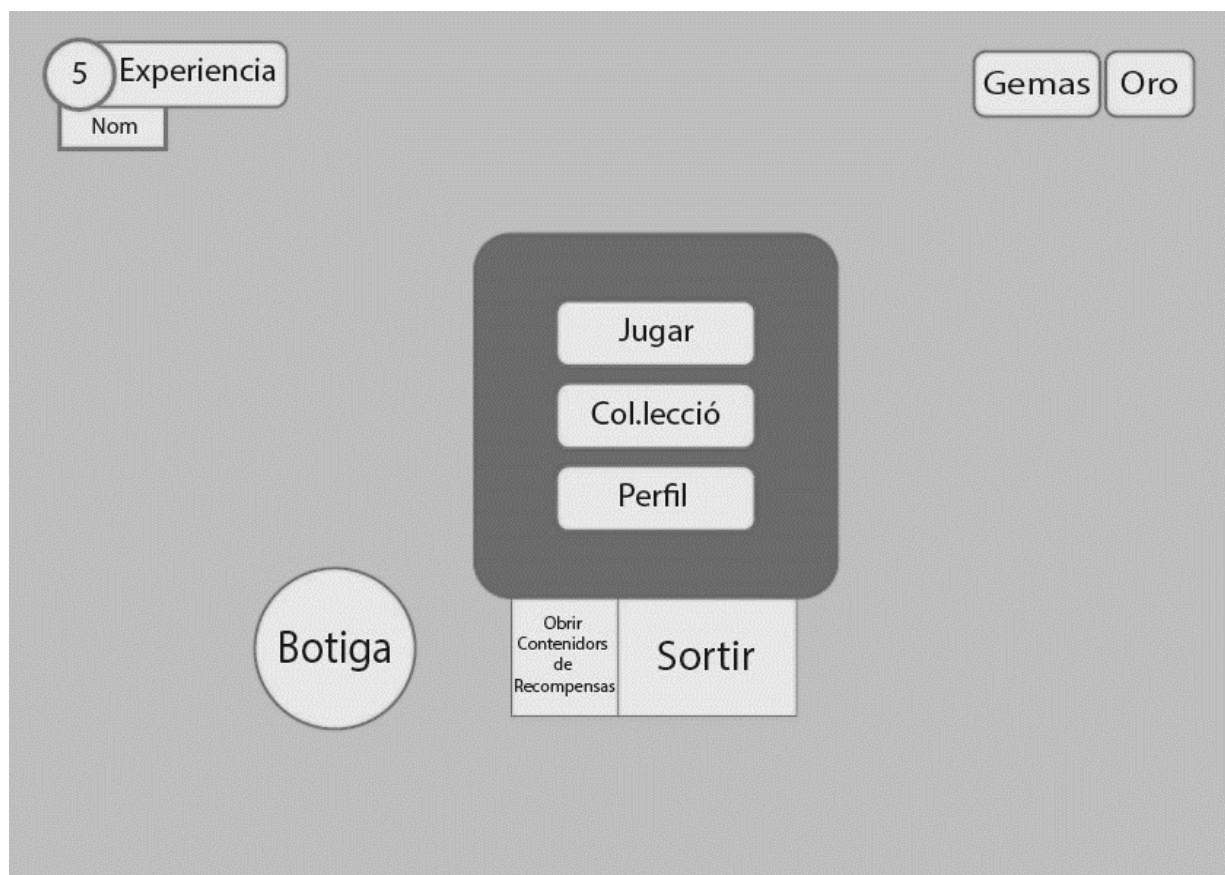 5 Experiencia
Nom
Gemas Oro
Jugar
Col.lecció
Perfil
Botiga
Obrir
Contenidors
de
Recompensas
Sortir